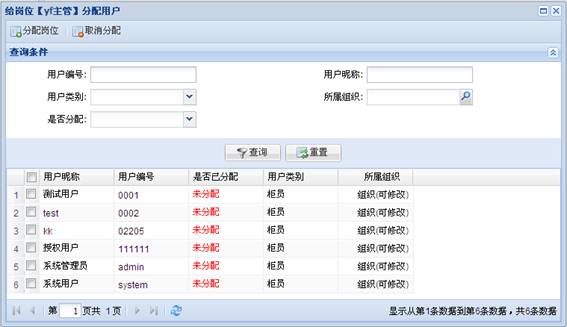 给岗位【yf主管】分配用户
分配岗位 取消分配
查询条件
用户编号: 用户昵称:
用户类别: 所属组织:
是否分配:
查询 重置
用户昵称 用户编号 是否已分配 用户类别 所属组织
1 测试用户 0001 未分配 柜员 组织(可修改)
2 test 0002 未分配 柜员 组织(可修改)
3 kk 02205 未分配 柜员 组织(可修改)
4 授权用户 111111 未分配 柜员 组织(可修改)
5 系统管理员 admin 未分配 柜员 组织(可修改)
6 系统用户 system 未分配 柜员 组织(可修改)
第 1 页共 1 页 显示从第1条数据到第6条数据，共6条数据